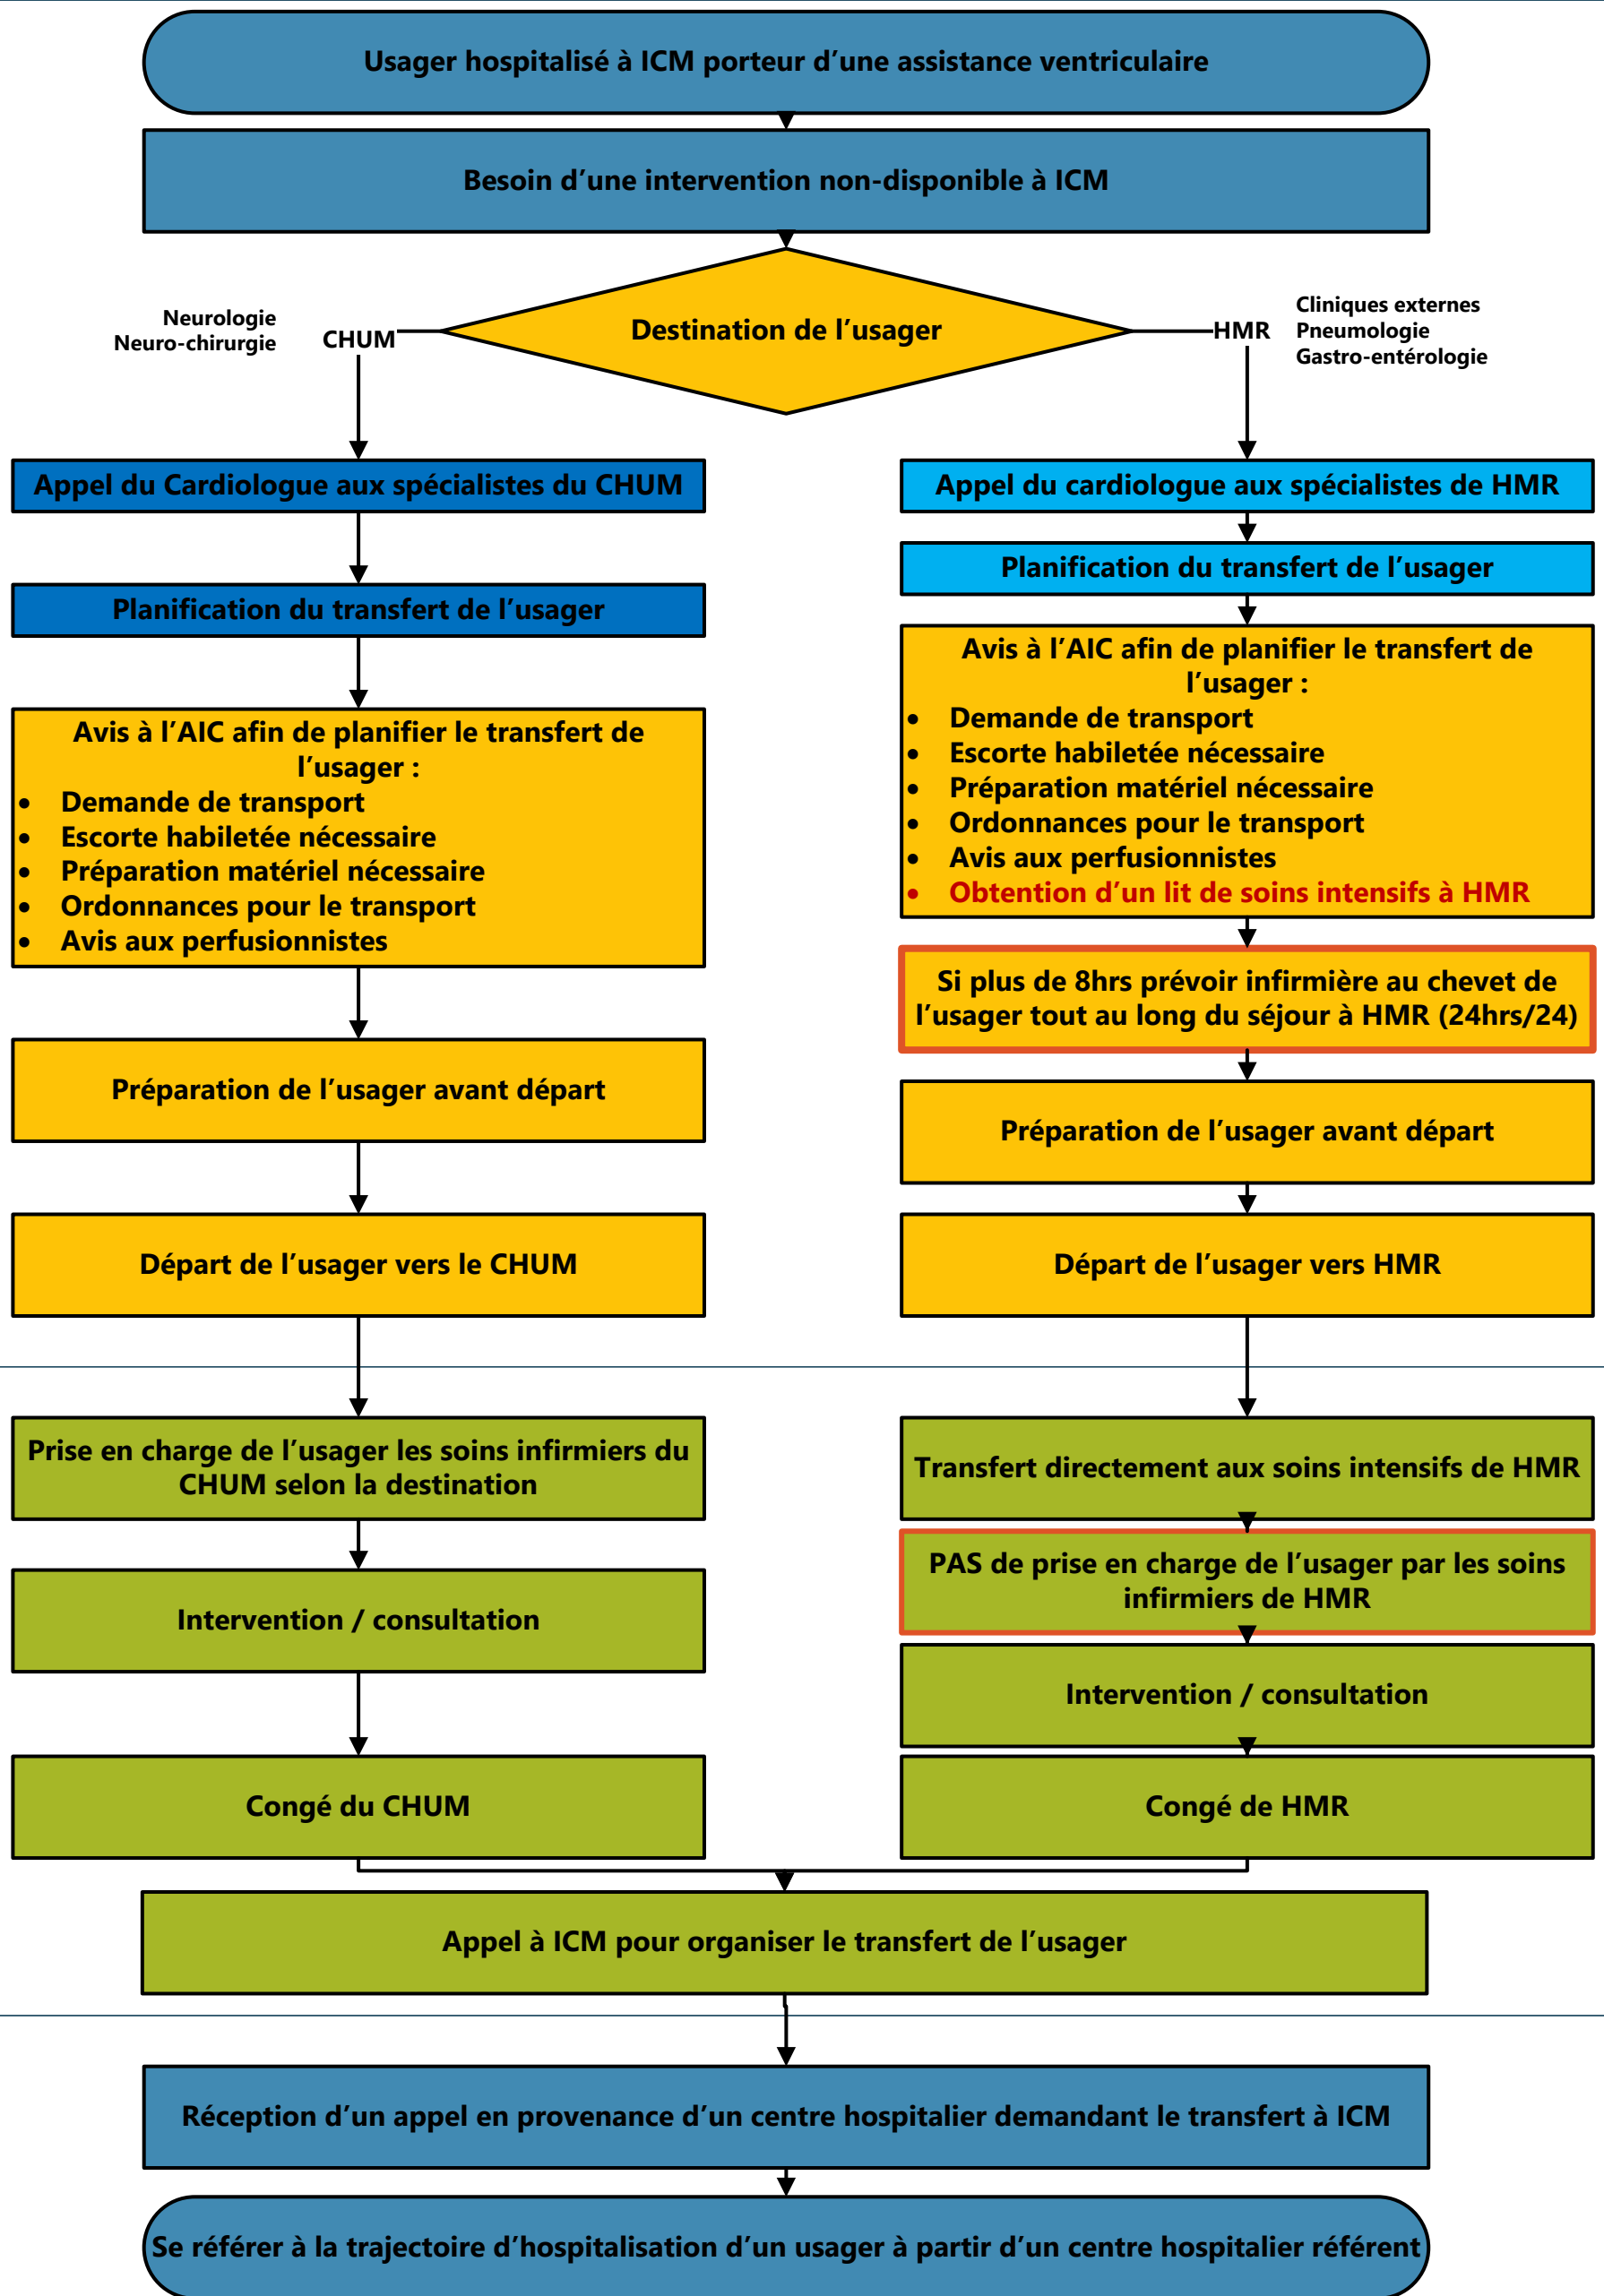 Usager hospitalisé à ICM porteur d’une assistance ventriculaire
Besoin d’une intervention non-disponible à ICM
Destination de l’usager
Neurologie
Neuro-chirurgie
CHUM
HMR
Cliniques externes
Pneumologie
Gastro-entérologie
Appel du Cardiologue aux spécialistes du CHUM
Planification du transfert de l’usager
Avis à l’AIC afin de planifier le transfert de
l’usager :
• Demande de transport
• Escorte habiletée nécessaire
• Préparation matériel nécessaire
• Ordonnances pour le transport
• Avis aux perfusionnistes
Préparation de l’usager avant départ
Départ de l’usager vers le CHUM
Appel du cardiologue aux spécialistes de HMR
Planification du transfert de l’usager
Avis à l’AIC afin de planifier le transfert de
l’usager :
• Demande de transport
• Escorte habiletée nécessaire
• Préparation matériel nécessaire
• Ordonnances pour le transport
• Avis aux perfusionnistes
• Obtention d’un lit de soins intensifs à HMR
Si plus de 8hrs prévoir infirmière au chevet de
l’usager tout au long du séjour à HMR (24hrs/24)
Préparation de l’usager avant départ
Départ de l’usager vers HMR
Prise en charge de l’usager les soins infirmiers du
CHUM selon la destination
Intervention / consultation
Congé du CHUM
Transfert directement aux soins intensifs de HMR
PAS de prise en charge de l’usager par les soins
infirmiers de HMR
Intervention / consultation
Congé de HMR
Appel à ICM pour organiser le transfert de l’usager
Réception d’un appel en provenance d’un centre hospitalier demandant le transfert à ICM
Se référer à la trajectoire d’hospitalisation d’un usager à partir d’un centre hospitalier référent